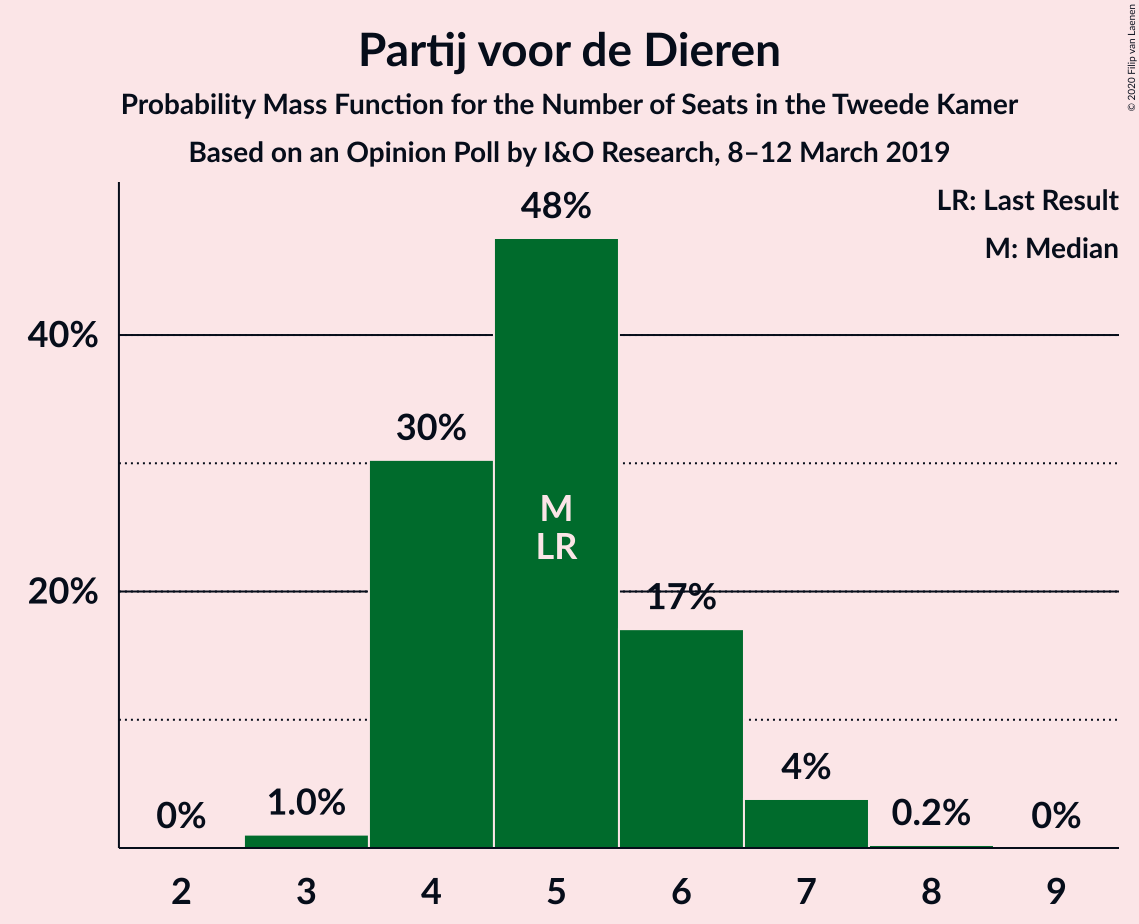 Partij voor de Dieren
Probability Mass Function for the Number of Seats in the Tweede Kamer
Based on an Opinion Poll by I&O Research, 8–12 March 2019
© 2020 Filip van Laenen
LR: Last Result
M: Median
48%
40%
30%
M
LR
20%
17%
4%
0%
1.0%
0.2%
0%
2 3 4 5 6 7 8 9